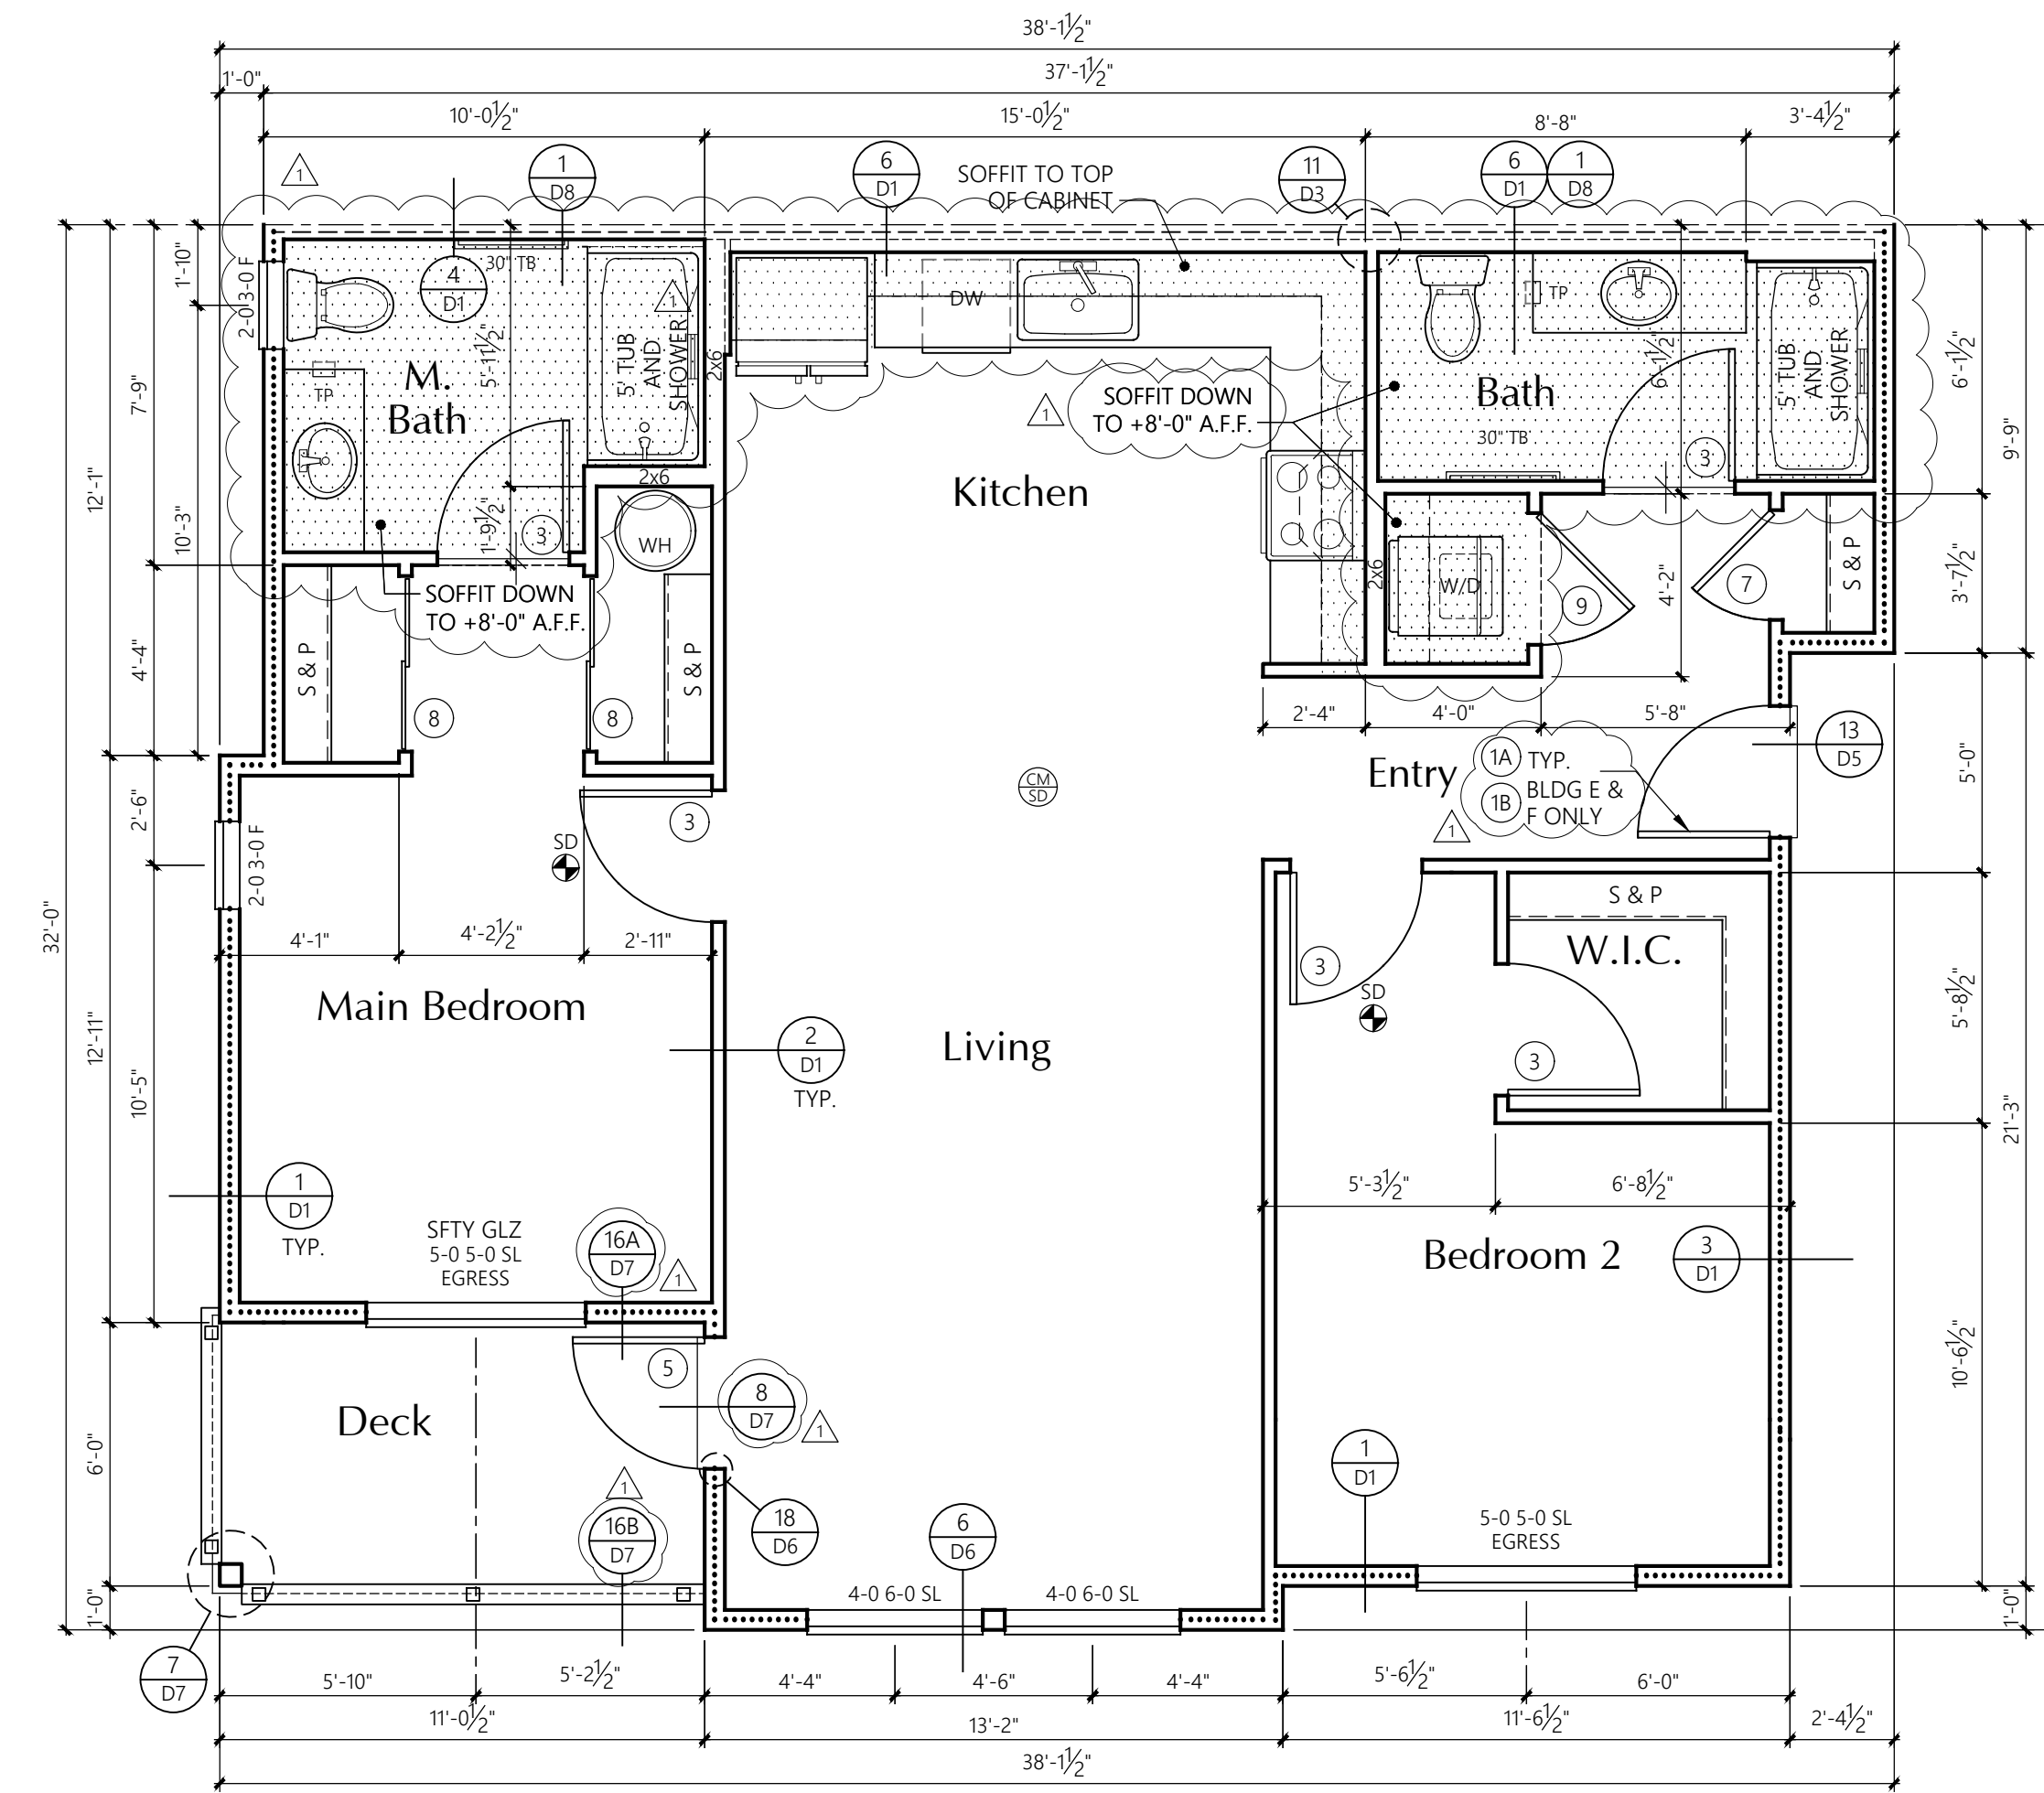 38'-1½"
1'-0"
37'-1½"
10'-0½"
15'-0½"
8'-8"
3'-4½"
1
1
D8
6
D1
SOFFIT TO TOP
OF CABINET
11
D3
6
D1
1
D8
1'-10"
2-0 3-0 F
4
D1
30" TB
5'-11½"
1
5' TUB
AND
SHOWER
2x6
DW
TP
5' TUB
AND
SHOWER
6'-1½"
6'-1½"
7'-9"
TP
M.
Bath
1
SOFFIT DOWN
TO +8'-0" A.F.F.
Bath
30" TB
3
9'-9"
12'-1"
10'-3"
1'-9½"
3
2x6
WH
Kitchen
2x6
W/D
9
4'-2"
7
S & P
3'-7½"
SOFFIT DOWN
TO +8'-0" A.F.F.
4'-4"
S & P
8
8
S & P
2'-4"
4'-0"
5'-8"
13
D5
2'-6"
2-0 3-0 F
SD
3
CM
SD
Entry
1A
TYP.
1B
BLDG E &
F ONLY
1
5'-0"
32'-0"
4'-1"
4'-2½"
2'-11"
S & P
W.I.C.
3
SD
5'-8½"
Main Bedroom
12'-11"
10'-5"
2
D1
TYP.
Living
3
21'-3"
1
D1
TYP.
SFTY GLZ
5-0 5-0 SL
EGRESS
16A
D7
1
5'-3½"
6'-8½"
Bedroom 2
3
D1
10'-6½"
5
8
D7
1
Deck
6'-0"
1
16B
D7
18
D6
6
D6
1
D1
5-0 5-0 SL
EGRESS
4-0 6-0 SL
4-0 6-0 SL
1'-0"
1'-0"
7
D7
5'-10"
5'-2½"
4'-4"
4'-6"
4'-4"
5'-6½"
6'-0"
11'-0½"
13'-2"
11'-6½"
2'-4½"
38'-1½"